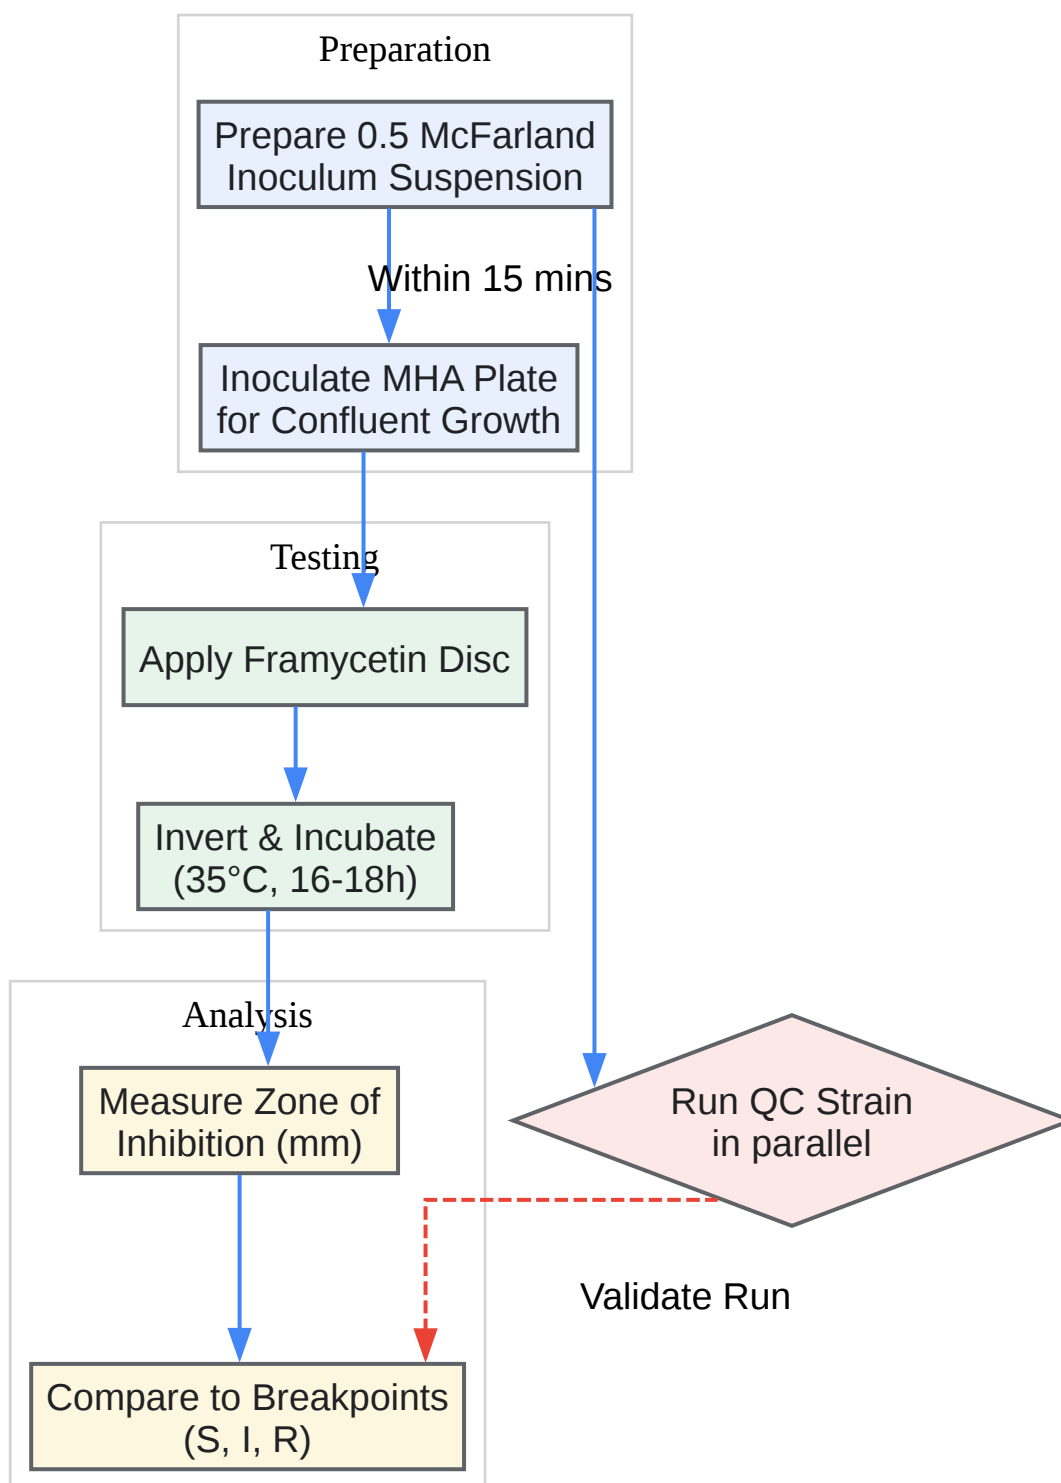 Preparation
Prepare 0.5 McFarland
Inoculum Suspension
Within 15 mins
Inoculate MHA Plate
for Confluent Growth
Testing
Apply Framycetin Disc
Invert & Incubate
(35°C, 16-18h)
Analysis
Measure Zone of
Inhibition (mm)
Run QC Strain
in parallel
Validate Run
Compare to Breakpoints
(S, I, R)